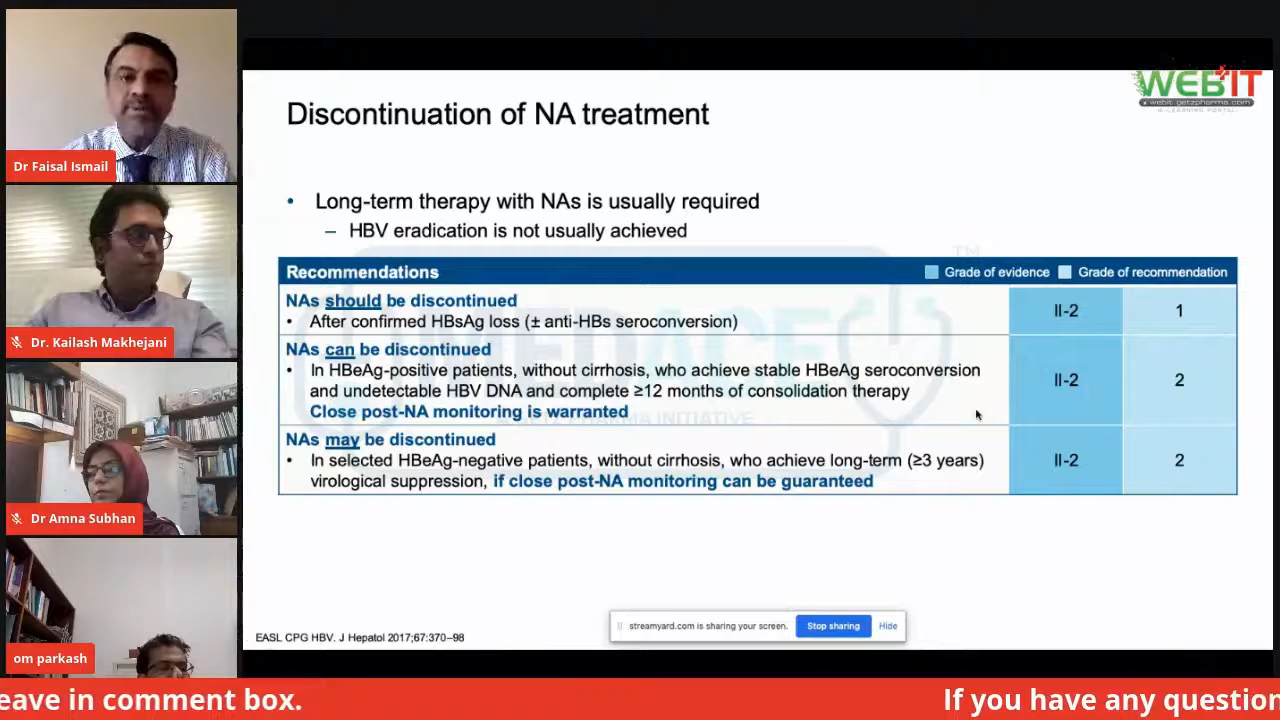 Dr Faisal Ismail
Dr. Kailash Makhejani
Dr Amna Subhan
om parkash
WEBIT
webit.getzpharma.com
E-LEARNING PORTAL
Discontinuation of NA treatment
• Long-term therapy with NAs is usually required
– HBV eradication is not usually achieved
Recommendations
Grade of evidence
Grade of recommendation
NAs should be discontinued
• After confirmed HBsAg loss (± anti-HBs seroconversion)
II-2
1
NAs can be discontinued
• In HBeAg-positive patients, without cirrhosis, who achieve stable HBeAg seroconversion
and undetectable HBV DNA and complete ≥12 months of consolidation therapy
Close post-NA monitoring is warranted
II-2
2
NAs may be discontinued
• In selected HBeAg-negative patients, without cirrhosis, who achieve long-term (≥3 years)
virological suppression, if close post-NA monitoring can be guaranteed
II-2
2
TM
streamyard.com is sharing your screen.
Stop sharing
Hide
EASL CPG HBV. J Hepatol 2017;67:370–98
eave in comment box.
If you have any question